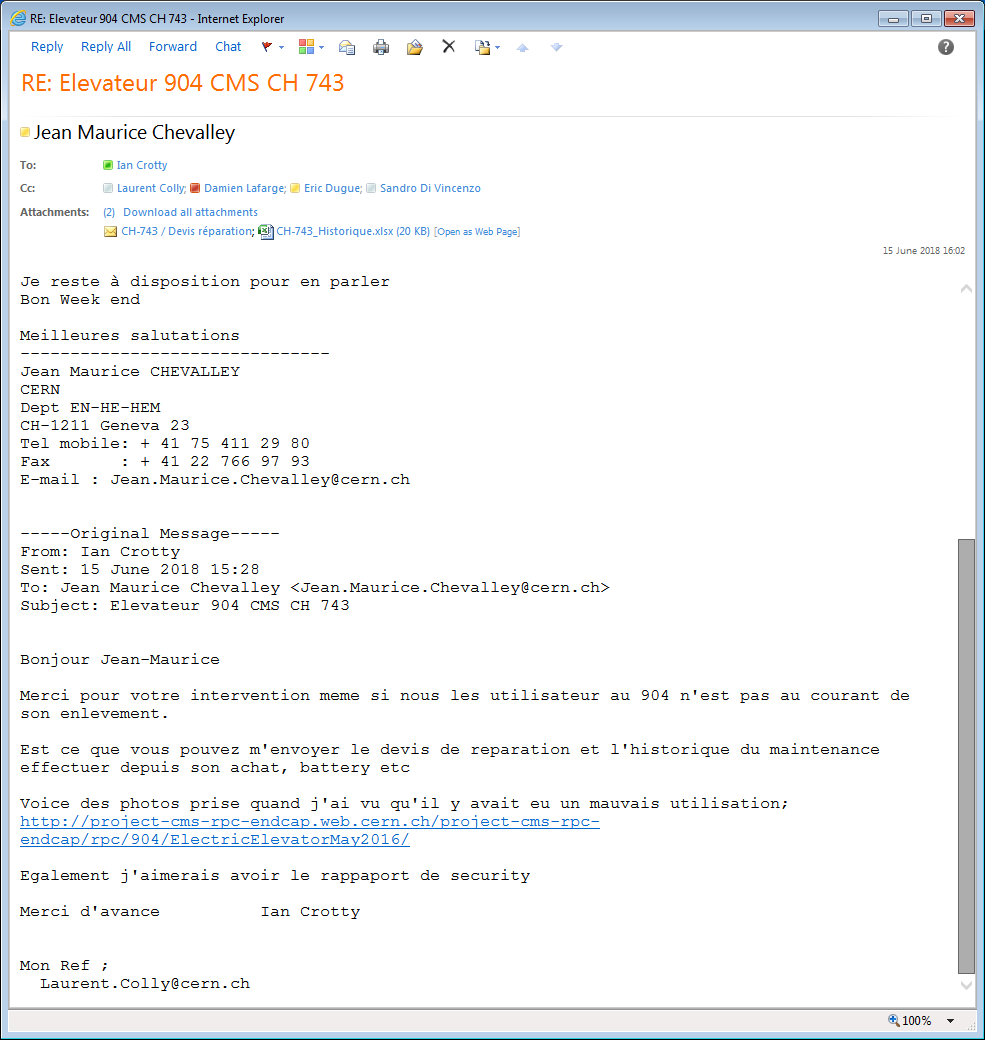 RE: Elevateur 904 CMS CH 743 - Internet Explorer
Reply Reply All Forward Chat
RE: Elevateur 904 CMS CH 743
Jean Maurice Chevalley
To: Ian Crotty
Cc: Laurent Colly; Damien Lafarge; Eric Dugue; Sandro Di Vincenzo
Attachments: (2) Download all attachments
CH-743 / Devis réparation; CH-743_Historique.xlsx (20 KB) [Open as Web Page]
15 June 2018 16:02
Je reste à disposition pour en parler
Bon Week end
Meilleures salutations
-------------------------------
Jean Maurice CHEVALLEY
CERN
Dept EN-HE-HEM
CH-1211 Geneva 23
Tel mobile: + 41 75 411 29 80
Fax       : + 41 22 766 97 93
E-mail : Jean.Maurice.Chevalley@cern.ch
-----Original Message-----
From: Ian Crotty
Sent: 15 June 2018 15:28
To: Jean Maurice Chevalley <Jean.Maurice.Chevalley@cern.ch>
Subject: Elevateur 904 CMS CH 743
Bonjour Jean-Maurice
Merci pour votre intervention meme si nous les utilisateur au 904 n'est pas au courant de
son enlevement.
Est ce que vous pouvez m'envoyer le devis de reparation et l'historique du maintenance
effectuer depuis son achat, battery etc
Voice des photos prise quand j'ai vu qu'il y avait eu un mauvais utilisation;
http://project-cms-rpc-endcap.web.cern.ch/project-cms-rpc-
endcap/rpc/904/ElectricElevatorMay2016/
Egalement j'aimerais avoir le rappaport de security
Merci d'avance          Ian Crotty
Mon Ref ;
Laurent.Colly@cern.ch
100%